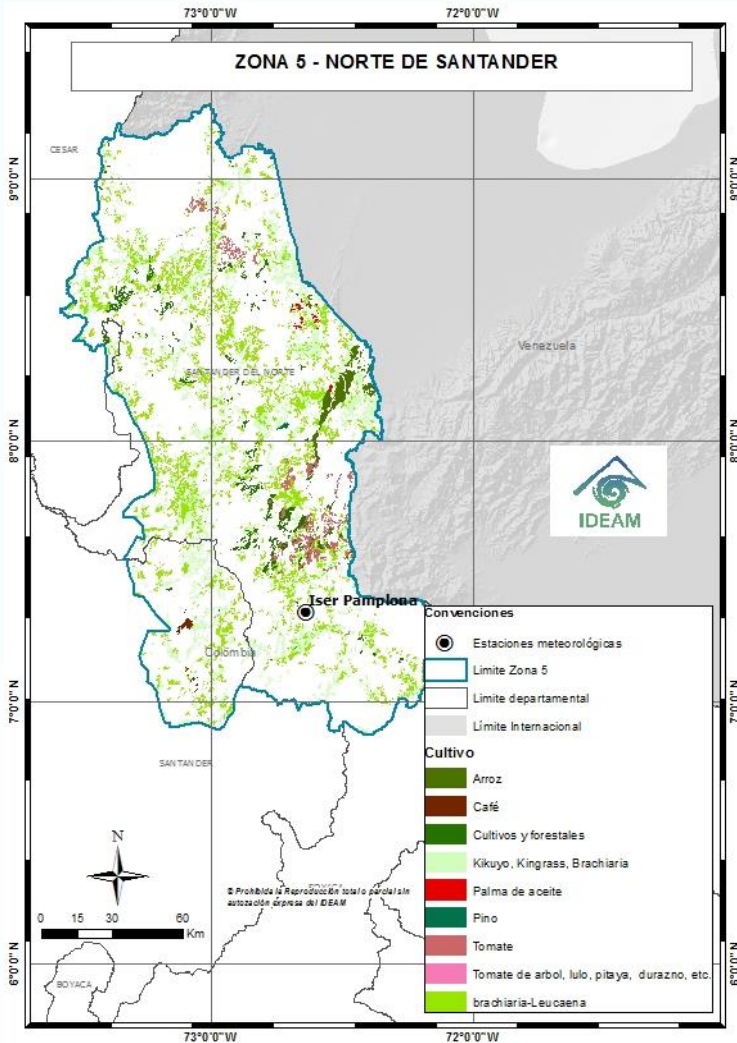 73°0'0"W 72°0'0"W
ZONA 5 - NORTE DE SANTANDER
CESAR
9°0'0"N 9°0'0"N
Venezuela
SANTANDER DEL NORTE
8°0'0"N 8°0'0"N
IDEAM
Iser Pamplona
Colombia
7°0'0"N 7°0'0"N
SANTANDER
Convenciones
Estaciones meteorológicas
Limite Zona 5
Limite departamental
Límite Internacional
Cultivo
Arroz
Café
Cultivos y forestales
Kikuyo, Kingrass, Brachiaria
Palma de aceite
Pino
Tomate
Tomate de arbol, lulo, pitaya, durazno, etc.
brachiaria-Leucaena
N
BOYACA
© Prohibida la Reproducción total o parcial sin
autozación expresa del IDEAM
0 15 30 60
Km
6°0'0"N 6°0'0"N
BOYACA
73°0'0"W 72°0'0"W